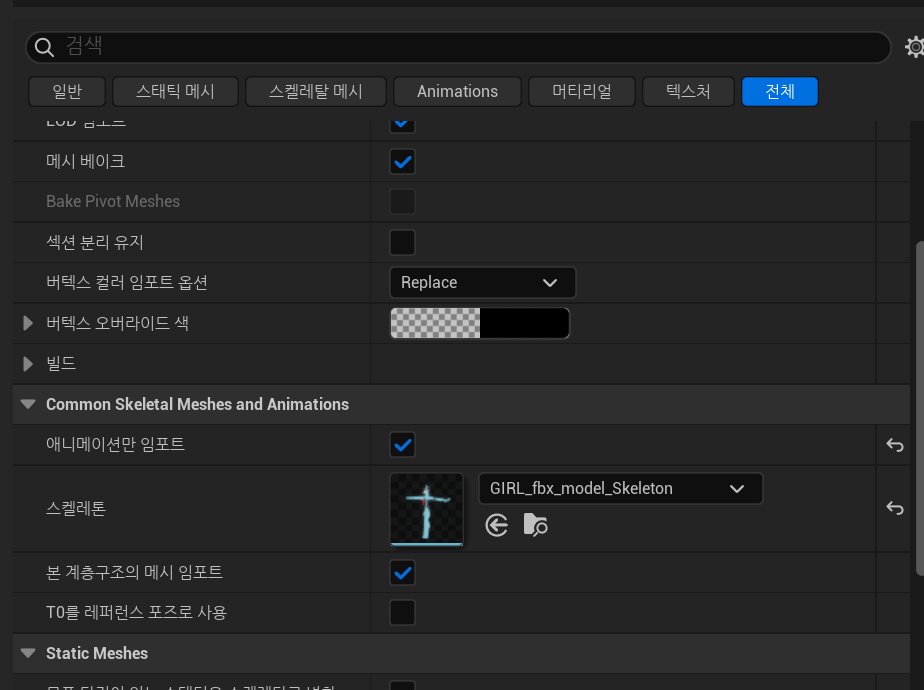 검색
일반 스태틱 메시 스켈레탈 메시 Animations 머티리얼 텍스처 전체
LOD 임포트
메시 베이크
Bake Pivot Meshes
섹션 분리 유지
버텍스 컬러 임포트 옵션 Replace
버텍스 오버라이드 색
빌드
Common Skeletal Meshes and Animations
애니메이션만 임포트
스켈레톤 GIRL_fbx_model_Skeleton
본 계층구조의 메시 임포트
T0를 레퍼런스 포즈로 사용
Static Meshes